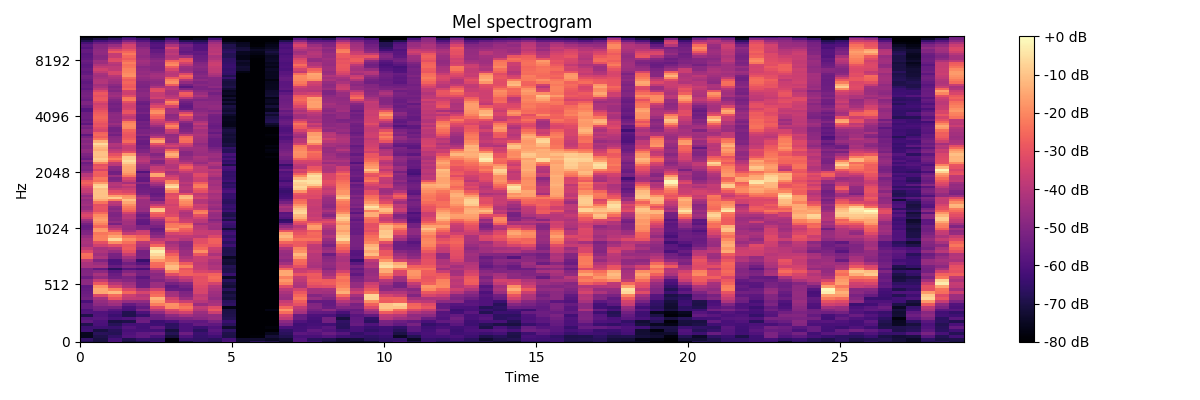 Mel spectrogram
8192
4096
2048
1024
512
0
Hz
0 5 10 15 20 25
Time
+0 dB
-10 dB
-20 dB
-30 dB
-40 dB
-50 dB
-60 dB
-70 dB
-80 dB